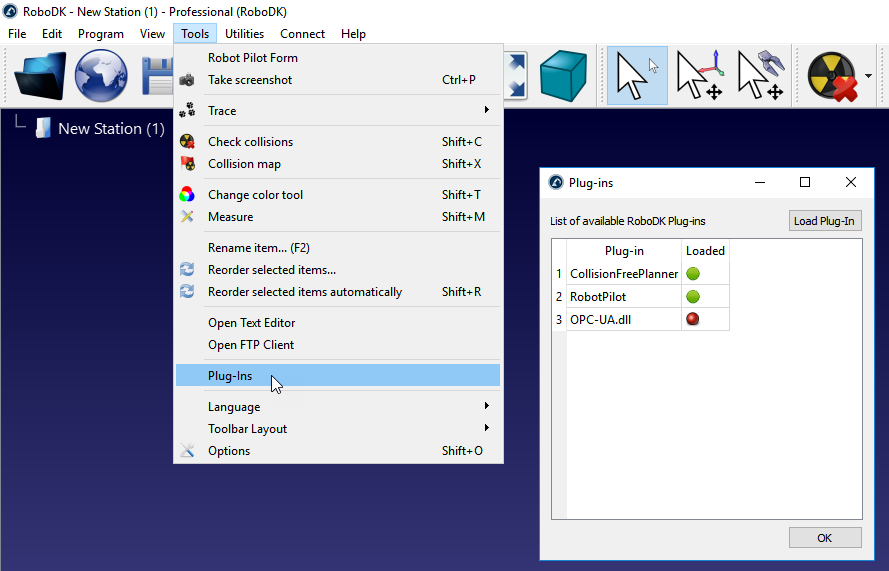 RoboDK - New Station (1) - Professional (RoboDK)
File Edit Program View Tools Utilities Connect Help
Robot Pilot Form
Take screenshot Ctrl+P
Trace
Check collisions Shift+C
Collision map Shift+X
Change color tool Shift+T
Measure Shift+M
Rename item... (F2)
Reorder selected items...
Reorder selected items automatically Shift+R
Open Text Editor
Open FTP Client
Plug-Ins
Language
Toolbar Layout
Options Shift+O
New Station (1)
Plug-ins
List of available RoboDK Plug-ins Load Plug-In
Plug-in Loaded
1 CollisionFreePlanner
2 RobotPilot
3 OPC-UA.dll
OK